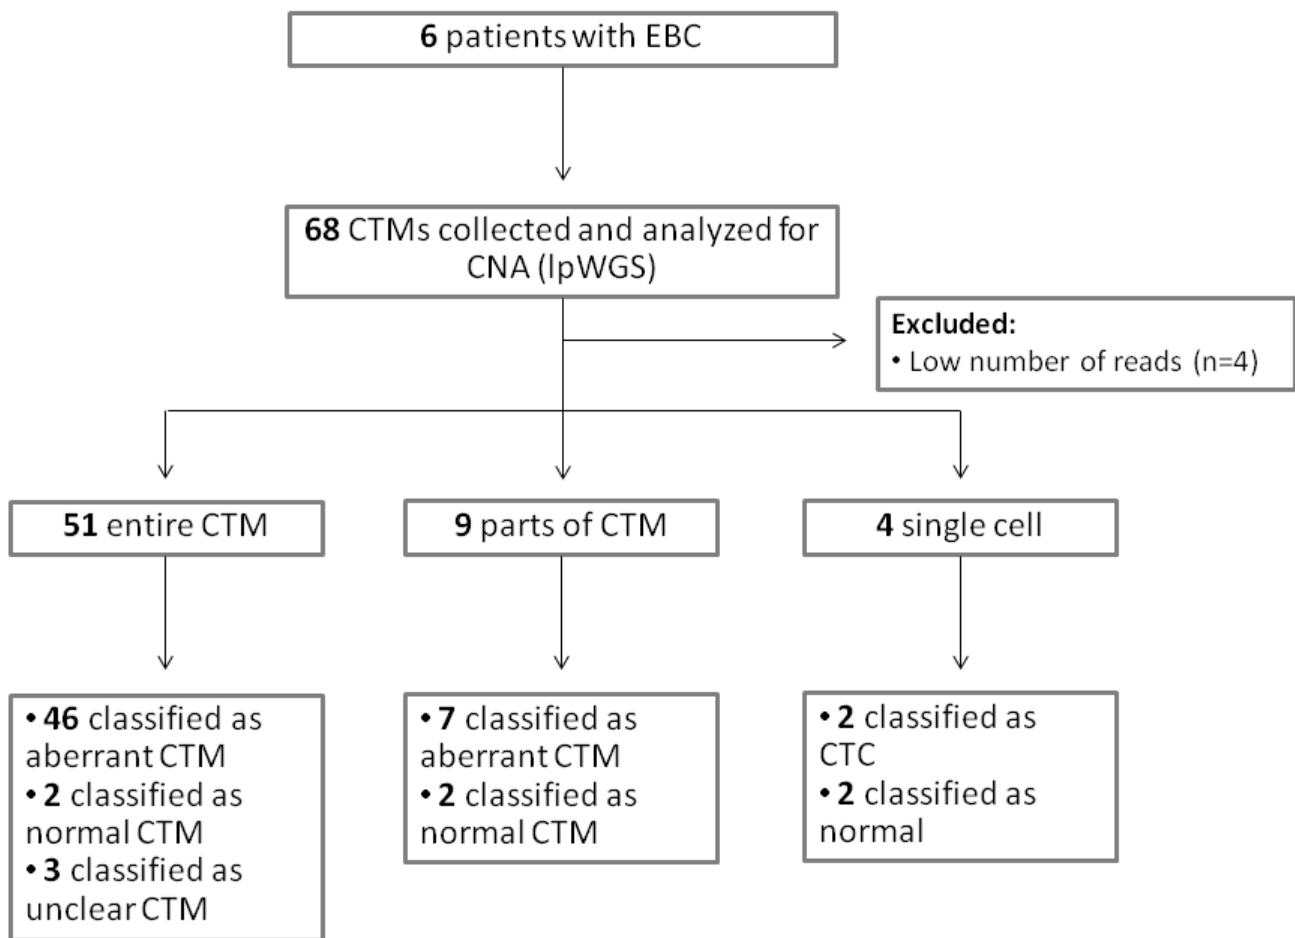 6 patients with EBC
68 CTMs collected and analyzed for
CNA (lpWGS)
Excluded:
• Low number of reads (n=4)
51 entire CTM
9 parts of CTM
4 single cell
• 46 classified as
aberrant CTM
• 2 classified as
normal CTM
• 3 classified as
unclear CTM
• 7 classified as
aberrant CTM
• 2 classified as
normal CTM
• 2 classified as
CTC
• 2 classified as
normal